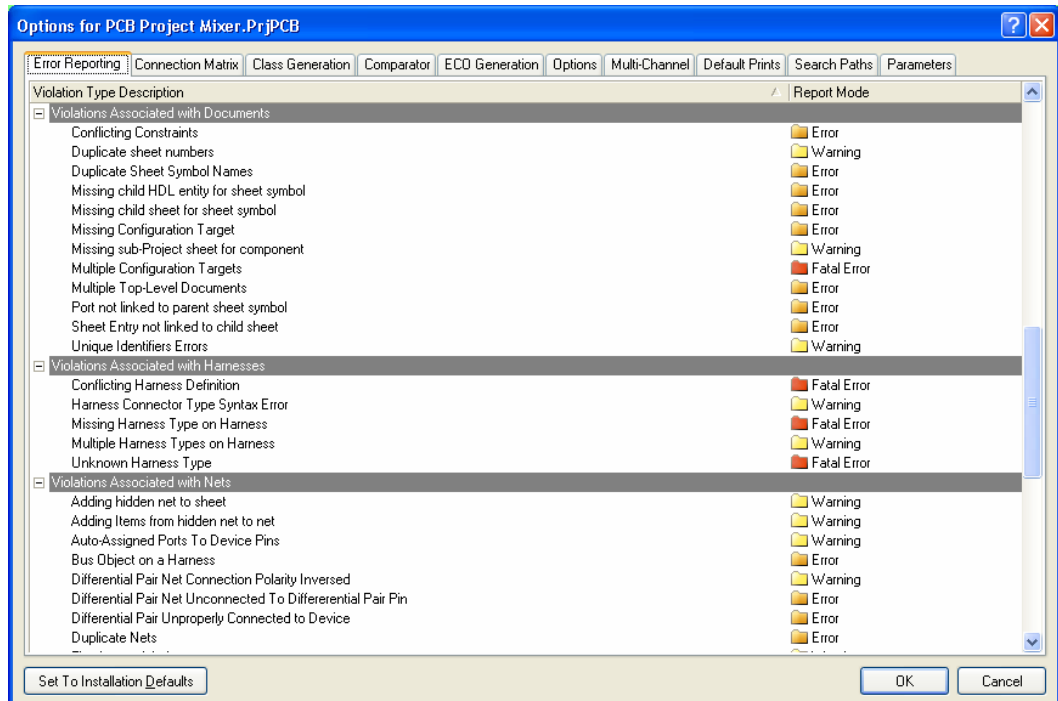 Options for PCB Project Mixer.PrjPCB
Error Reporting Connection Matrix Class Generation Comparator ECO Generation Options Multi-Channel Default Prints Search Paths Parameters
Violation Type Description Report Mode
Violations Associated with Documents
Conflicting Constraints Error
Duplicate sheet numbers Warning
Duplicate Sheet Symbol Names Error
Missing child HDL entity for sheet symbol Error
Missing child sheet for sheet symbol Error
Missing Configuration Target Error
Missing sub-Project sheet for component Warning
Multiple Configuration Targets Fatal Error
Multiple Top-Level Documents Error
Port not linked to parent sheet symbol Error
Sheet Entry not linked to child sheet Error
Unique Identifiers Errors Warning
Violations Associated with Harnesses
Conflicting Harness Definition Fatal Error
Harness Connector Type Syntax Error Warning
Missing Harness Type on Harness Fatal Error
Multiple Harness Types on Harness Warning
Unknown Harness Type Fatal Error
Violations Associated with Nets
Adding hidden net to sheet Warning
Adding Items from hidden net to net Warning
Auto-Assigned Ports To Device Pins Warning
Bus Object on a Harness Error
Differential Pair Net Connection Polarity Inversed Warning
Differential Pair Net Unconnected To Differerential Pair Pin Error
Differential Pair Unproperly Connected to Device Error
Duplicate Nets Error
Set To Installation Defaults OK Cancel